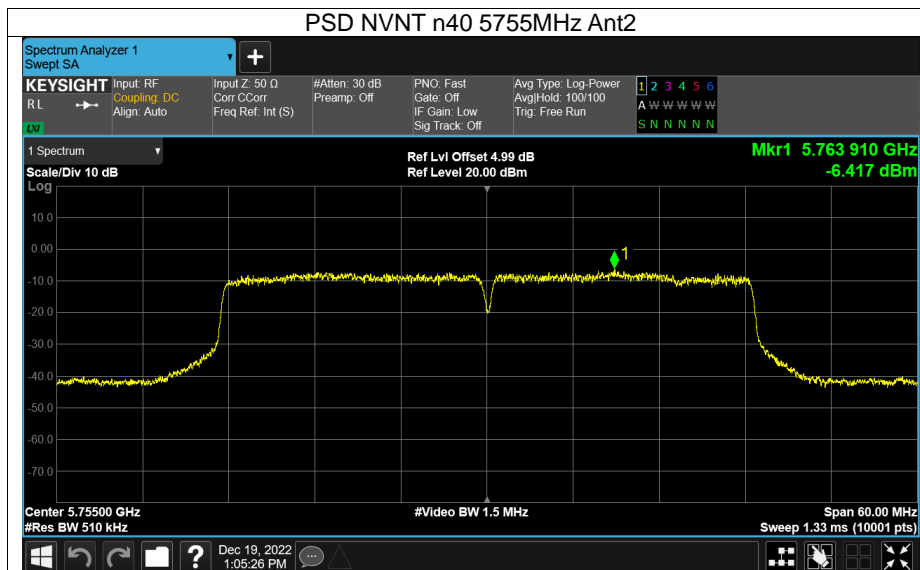 PSD NVNT n40 5755MHz Ant2
Spectrum Analyzer 1
Swept SA
KEYSIGHT
R L
LXI
Input: RF
Coupling: DC
Align: Auto
Input Z: 50 Ω
Corr CCorr
Freq Ref: Int (S)
#Atten: 30 dB
Preamp: Off
PNO: Fast
Gate: Off
IF Gain: Low
Sig Track: Off
Avg Type: Log-Power
Avg|Hold: 100/100
Trig: Free Run
1 2 3 4 5 6
A W W W W W
S N N N N N
1 Spectrum
Scale/Div 10 dB
Log
Ref Lvl Offset 4.99 dB
Ref Level 20.00 dBm
Mkr1 5.763 910 GHz
-6.417 dBm
10.0
0.00
1
-10.0
-20.0
-30.0
-40.0
-50.0
-60.0
-70.0
Center 5.75500 GHz
#Res BW 510 kHz
#Video BW 1.5 MHz
Span 60.00 MHz
Sweep 1.33 ms (10001 pts)
?
Dec 19, 2022
1:05:26 PM